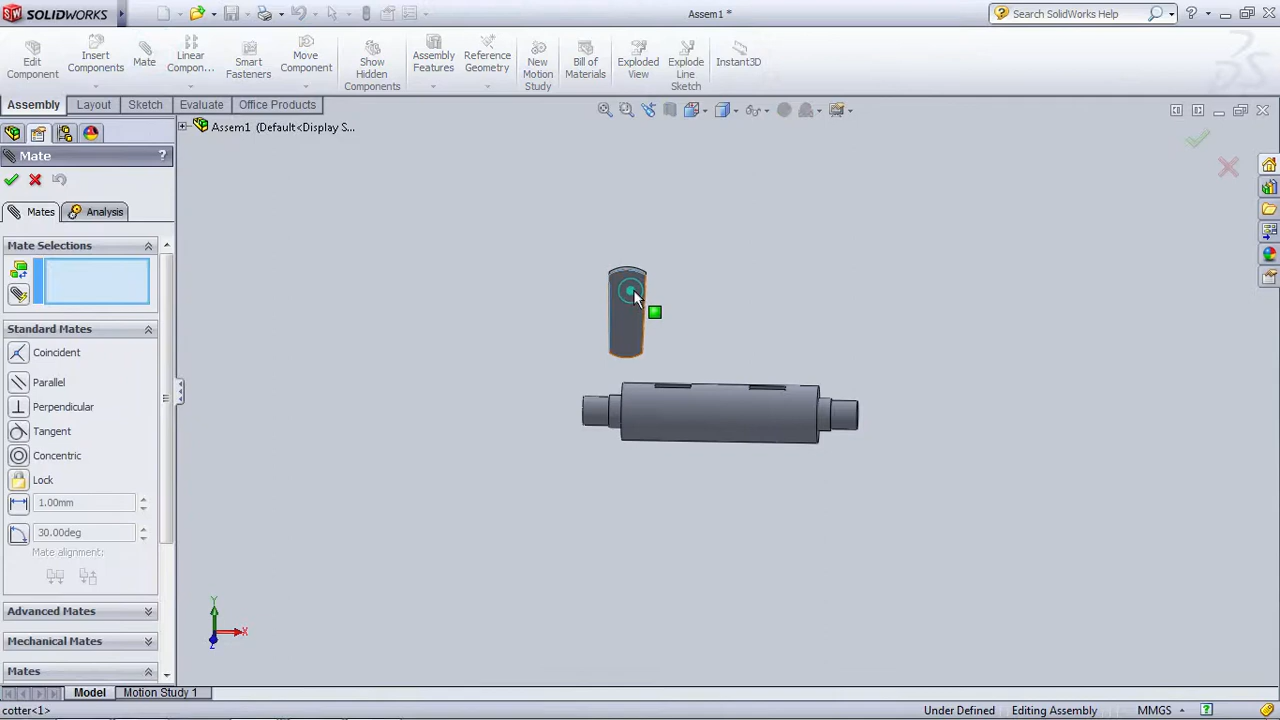 SOLIDWORKS
Assem1 *
Search SolidWorks Help
Edit Component
Insert Components
Mate
Linear Compon...
Smart Fasteners
Move Component
Show Hidden Components
Assembly Features
Reference Geometry
New Motion Study
Bill of Materials
Exploded View
Explode Line Sketch
Instant3D
Assembly
Layout
Sketch
Evaluate
Office Products
Assem1 (Default<Display S...
Mate
?
Mates
Analysis
Mate Selections
Standard Mates
Coincident
Parallel
Perpendicular
Tangent
Concentric
Lock
1.00mm
30.00deg
Mate alignment:
Advanced Mates
Mechanical Mates
Mates
Y
X
Z
Model
Motion Study 1
cotter<1>
Under Defined
Editing Assembly
MMGS
?